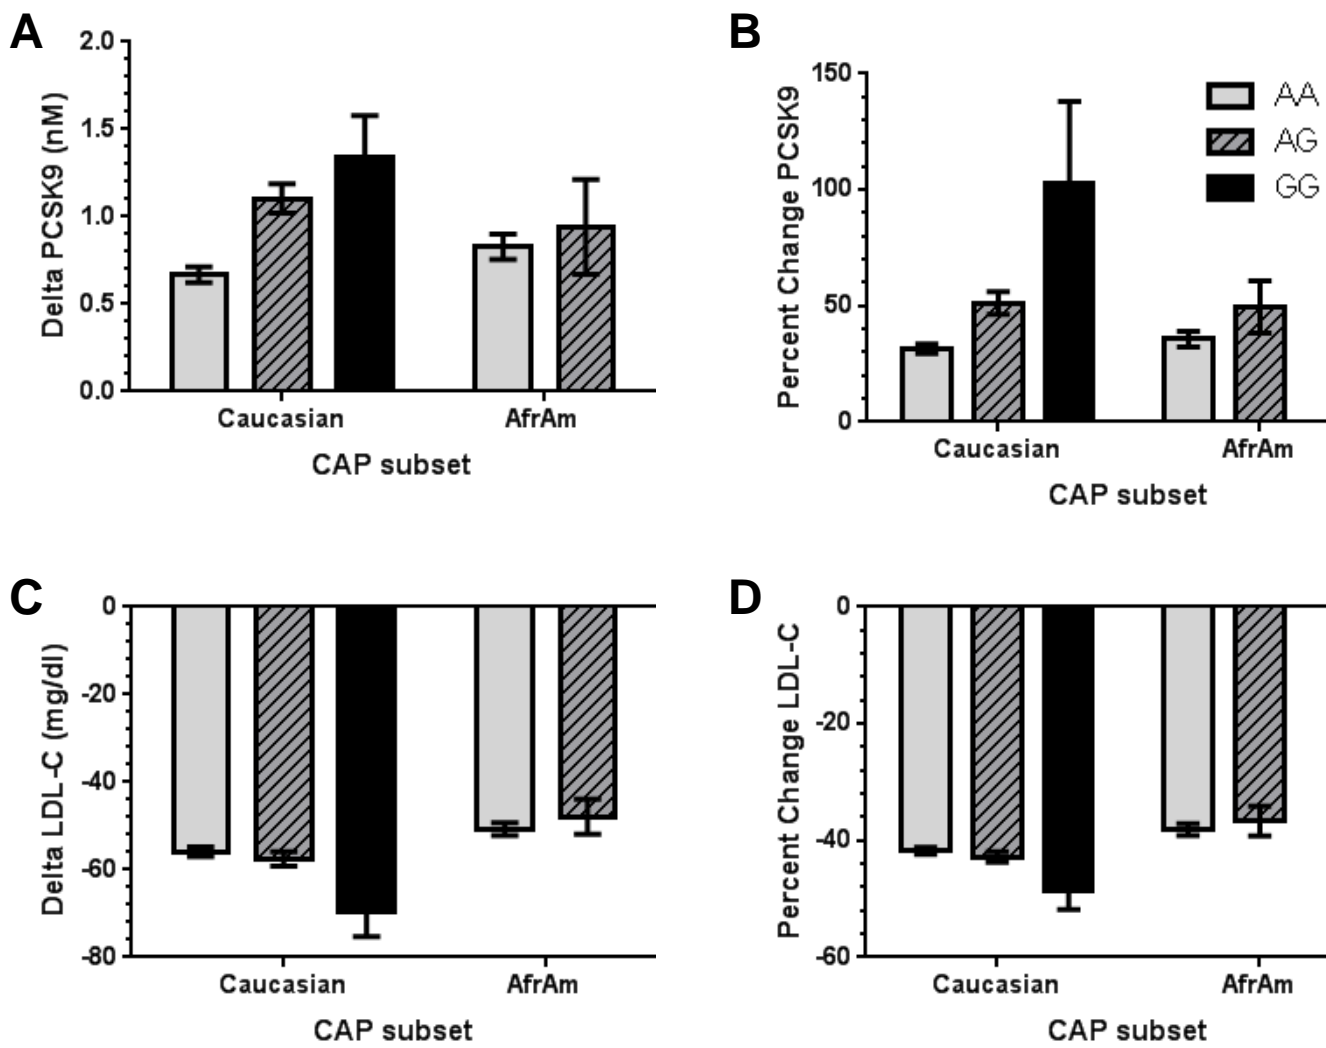 A
Delta PCSK9 (nM)
2.0
1.5
1.0
0.5
0.0
Caucasian AfrAm
CAP subset
B
Percent Change PCSK9
150
100
50
0
AA
AG
GG
Caucasian AfrAm
CAP subset
C
Delta LDL-C (mg/dl)
0
-20
-40
-60
-80
Caucasian AfrAm
CAP subset
D
Percent Change LDL-C
0
-20
-40
-60
Caucasian AfrAm
CAP subset